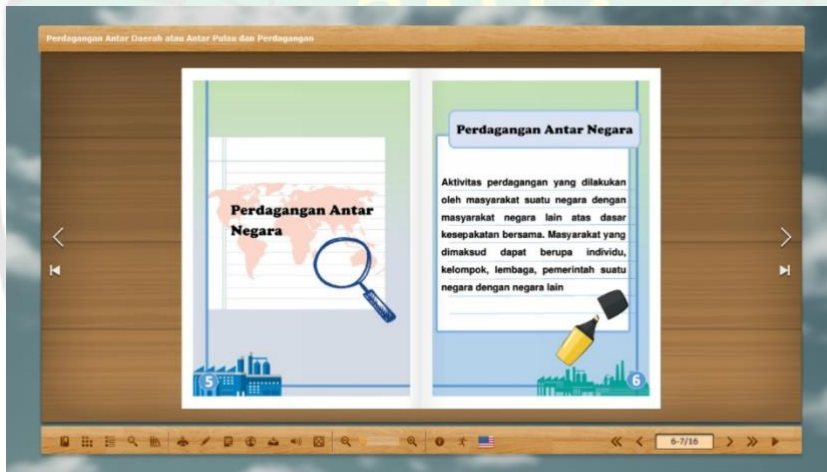 Perdagangan Antar Daerah atau Antar Pulau dan Perdagangan
Perdagangan Antar
Negara
5
Perdagangan Antar Negara
Aktivitas perdagangan yang dilakukan
oleh masyarakat suatu negara dengan
masyarakat negara lain atas dasar
kesepakatan bersama. Masyarakat yang
dimaksud dapat berupa individu,
kelompok, lembaga, pemerintah suatu
negara dengan negara lain
6
6-7/16